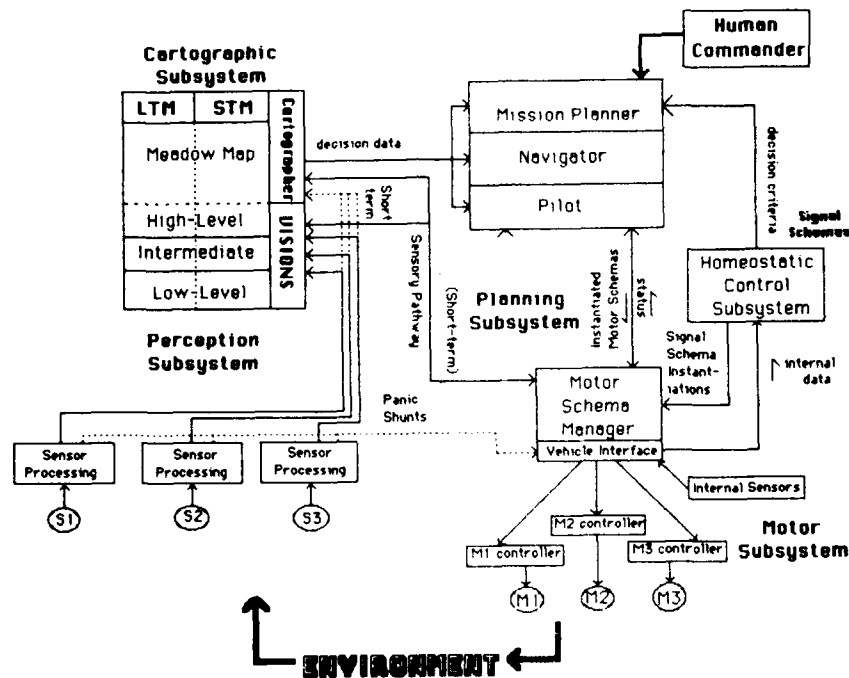 Human
Commander
Cartographic
Subsystem
LTM
STM
Cartographer
Meadow Map
decision data
Mission Planner
Navigator
Pilot
decision criteria
Signal
Schemas
Short
term
High-Level
Intermediate
Low-Level
VISIONS
Sensory Pathway
(Short-term)
Planning
Subsystem
Instantiated
Motor Schemas
status
Homeostatic
Control
Subsystem
Perception
Subsystem
Signal
Schema
Instant-
iations
internal
data
Motor
Schema
Manager
Vehicle Interface
Panic
Shunts
Sensor
Processing
Sensor
Processing
Sensor
Processing
Internal Sensors
S1
S2
S3
M2 controller
M1 controller
M3 controller
Motor
Subsystem
M1
M2
M3
ENVIRONMENT